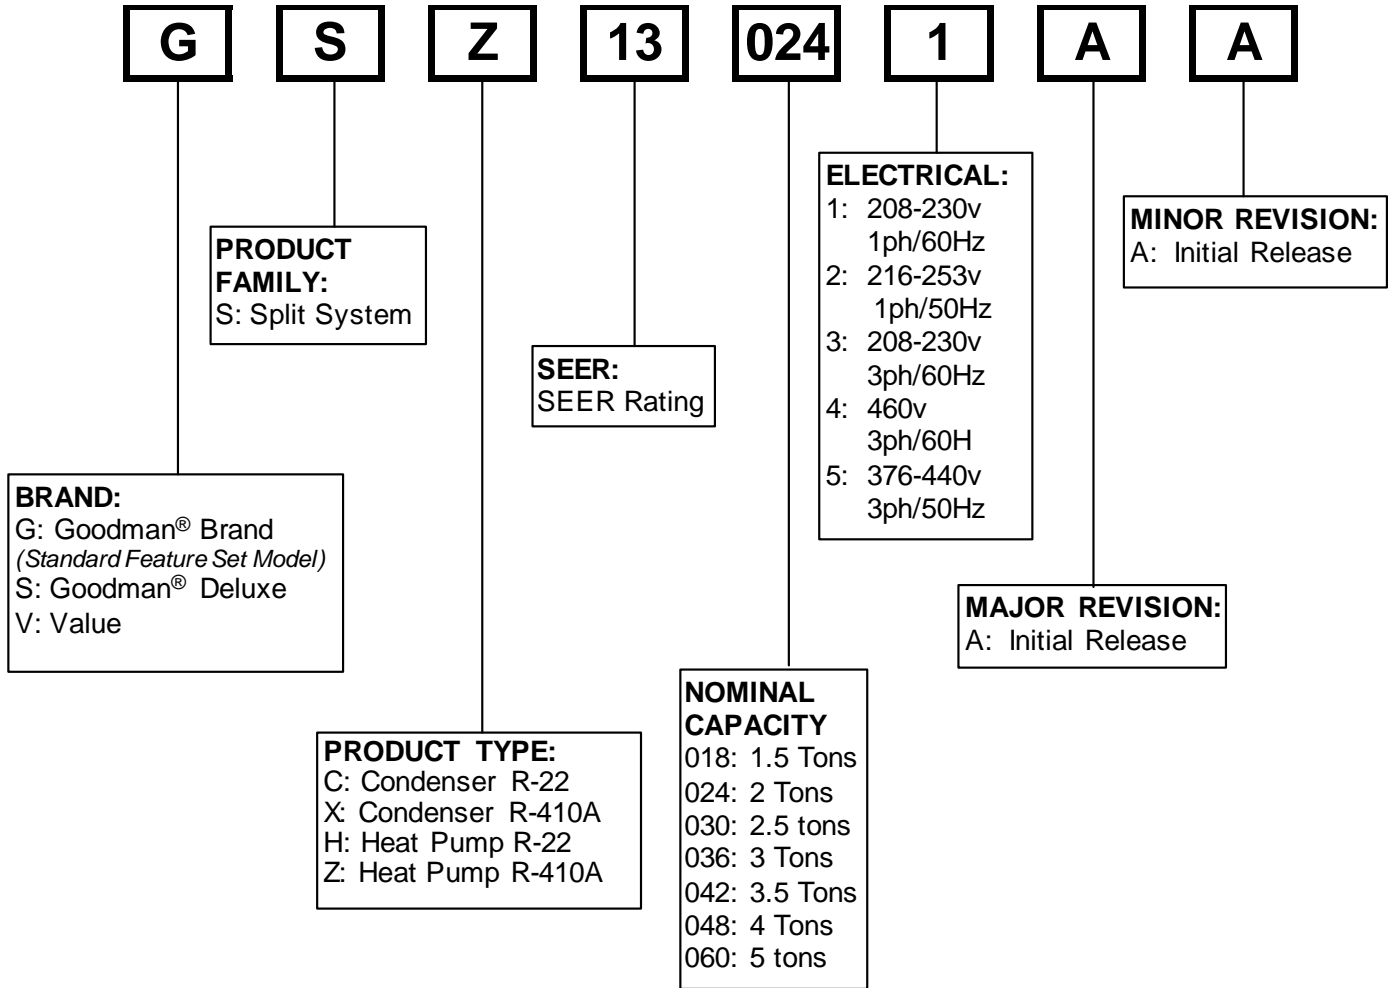 G S Z 13 024 1 A A
ELECTRICAL:
1: 208-230v
1ph/60Hz
2: 216-253v
1ph/50Hz
3: 208-230v
3ph/60Hz
4: 460v
3ph/60H
5: 376-440v
3ph/50Hz
MINOR REVISION:
A: Initial Release
PRODUCT
FAMILY:
S: Split System
SEER:
SEER Rating
BRAND:
G: Goodman® Brand
(Standard Feature Set Model)
S: Goodman® Deluxe
V: Value
MAJOR REVISION:
A: Initial Release
NOMINAL
CAPACITY
018: 1.5 Tons
024: 2 Tons
030: 2.5 tons
036: 3 Tons
042: 3.5 Tons
048: 4 Tons
060: 5 tons
PRODUCT TYPE:
C: Condenser R-22
X: Condenser R-410A
H: Heat Pump R-22
Z: Heat Pump R-410A